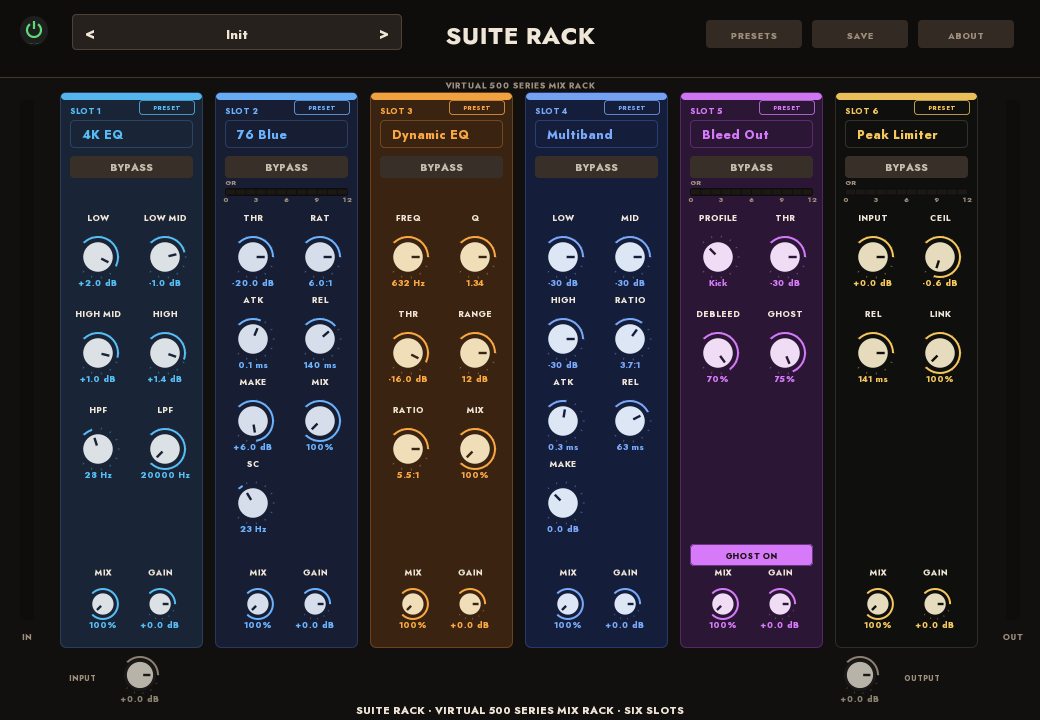 < Init >
SUITE RACK
PRESETS SAVE ABOUT
VIRTUAL 500 SERIES MIX RACK
SLOT 1 PRESET
4K EQ
BYPASS
LOW LOW MID
+2.0 dB -1.0 dB
HIGH MID HIGH
+1.0 dB +1.4 dB
HPF LPF
28 Hz 20000 Hz
MIX GAIN
100% +0.0 dB
SLOT 2 PRESET
76 Blue
BYPASS
GR
0 3 6 9 12
THR RAT
-20.0 dB 6.0:1
ATK REL
0.1 ms 140 ms
MAKE MIX
+6.0 dB 100%
SC
23 Hz
MIX GAIN
100% +0.0 dB
SLOT 3 PRESET
Dynamic EQ
BYPASS
FREQ Q
632 Hz 1.34
THR RANGE
-16.0 dB 12 dB
RATIO MIX
5.5:1 100%
MIX GAIN
100% +0.0 dB
SLOT 4 PRESET
Multiband
BYPASS
LOW MID
-30 dB -30 dB
HIGH RATIO
-30 dB 3.7:1
ATK REL
0.3 ms 63 ms
MAKE
0.0 dB
MIX GAIN
100% +0.0 dB
SLOT 5 PRESET
Bleed Out
BYPASS
GR
0 3 6 9 12
PROFILE THR
Kick -30 dB
DEBLEED GHOST
70% 75%
GHOST ON
MIX GAIN
100% +0.0 dB
SLOT 6 PRESET
Peak Limiter
BYPASS
GR
0 3 6 9 12
INPUT CEIL
+0.0 dB -0.6 dB
REL LINK
141 ms 100%
MIX GAIN
100% +0.0 dB
IN OUT
INPUT +0.0 dB
+0.0 dB OUTPUT
SUITE RACK · VIRTUAL 500 SERIES MIX RACK · SIX SLOTS